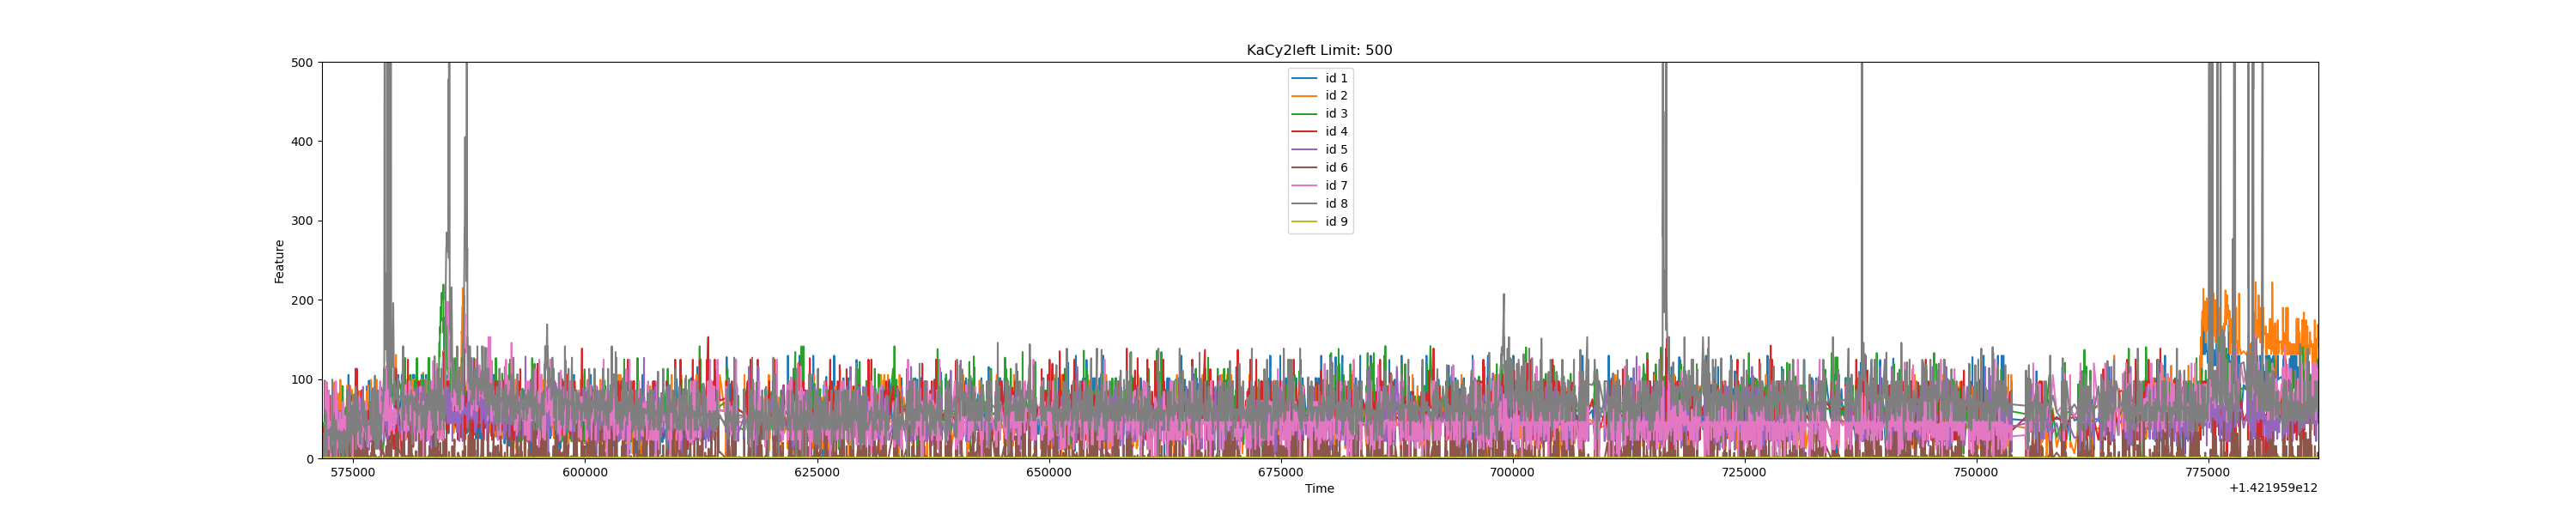 KaCy2left Limit: 500
500
400
300
200
100
0
Feature
id 1
id 2
id 3
id 4
id 5
id 6
id 7
id 8
id 9
575000 600000 625000 650000 675000 700000 725000 750000 775000
Time
+1.421959e12